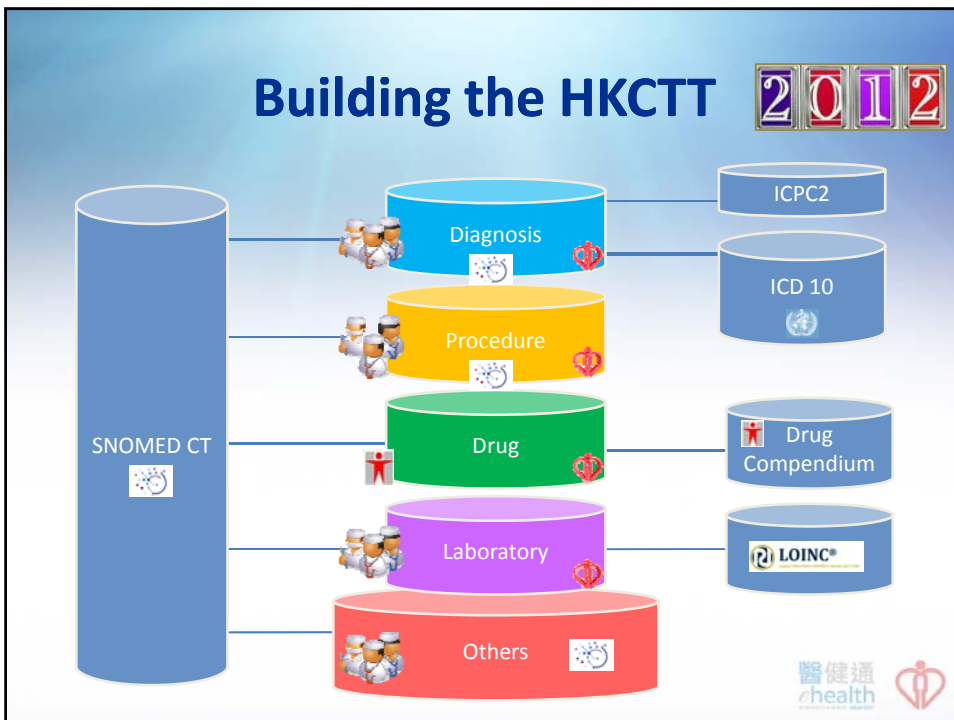 Building the HKCTT 2012
SNOMED CT
Diagnosis
Procedure
Drug
Laboratory
Others
ICPC2
ICD 10
Drug
Compendium
LOINC®
醫健通
ehealth